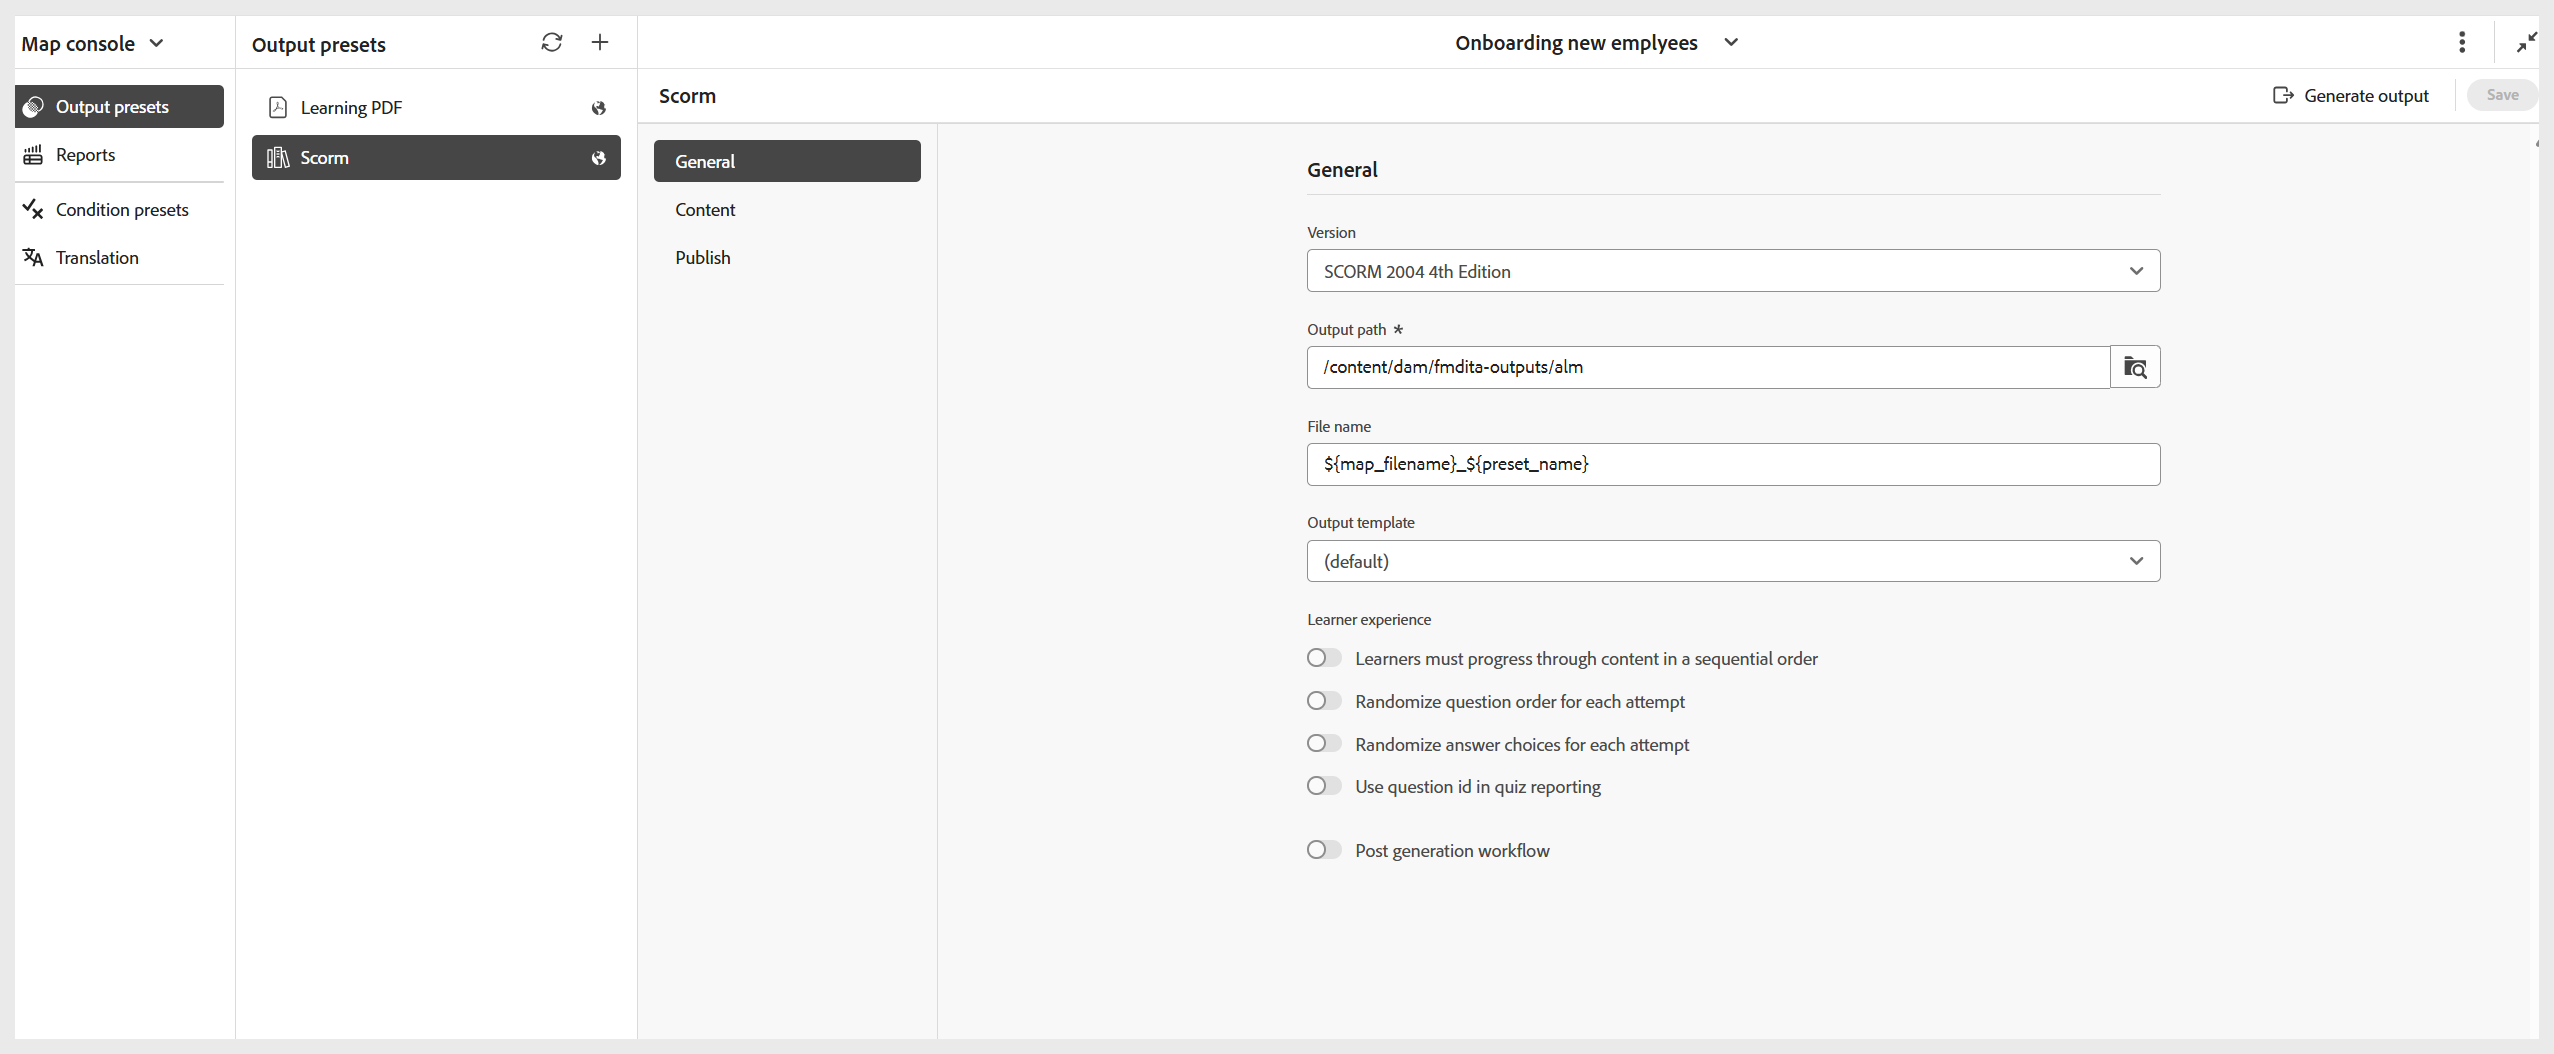 Map console
Output presets
Onboarding new emplyees
Output presets
Reports
Condition presets
Translation
Learning PDF
Scorm
Scorm
Generate output
Save
General
Content
Publish
General
Version
SCORM 2004 4th Edition
Output path *
/content/dam/fmdita-outputs/alm
File name
${map_filename}_${preset_name}
Output template
(default)
Learner experience
Learners must progress through content in a sequential order
Randomize question order for each attempt
Randomize answer choices for each attempt
Use question id in quiz reporting
Post generation workflow